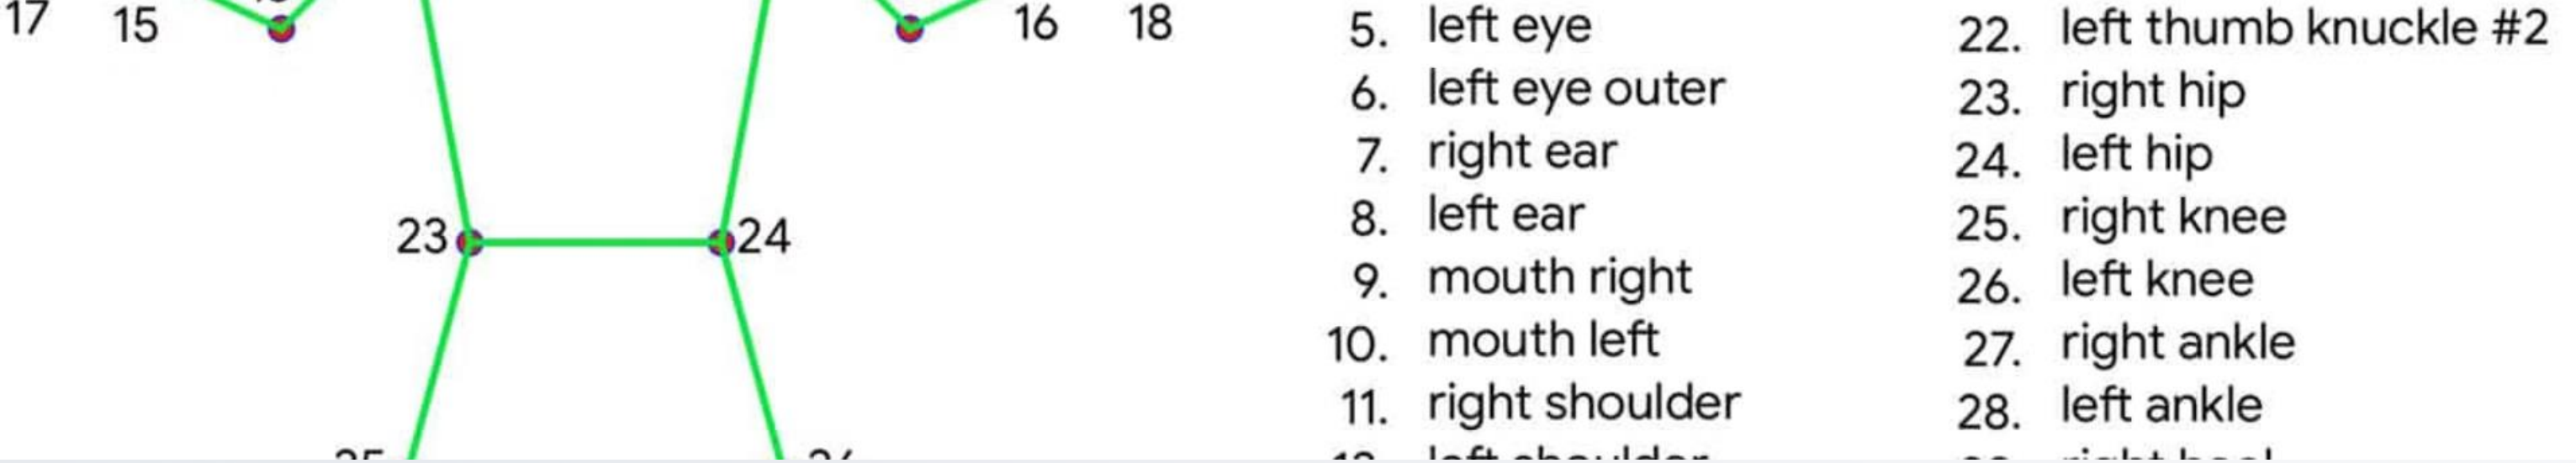 17 15 16 18
23 24
5. left eye
6. left eye outer
7. right ear
8. left ear
9. mouth right
10. mouth left
11. right shoulder
22. left thumb knuckle #2
23. right hip
24. left hip
25. right knee
26. left knee
27. right ankle
28. left ankle